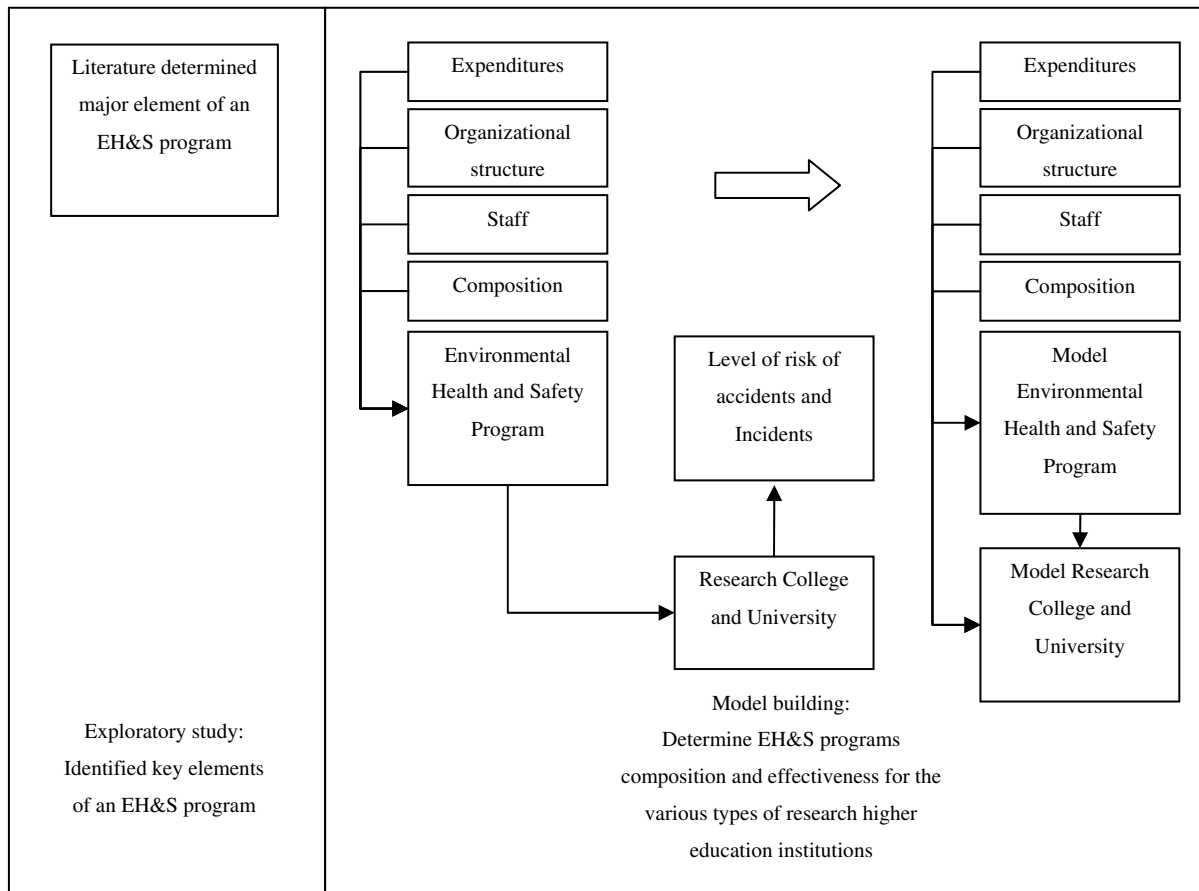 Literature determined
major element of an
EH&S program
Exploratory study:
Identified key elements
of an EH&S program
Expenditures
Organizational
structure
Staff
Composition
Environmental
Health and Safety
Program
Level of risk of
accidents and
Incidents
Research College
and University
Model building:
Determine EH&S programs
composition and effectiveness for the
various types of research higher
education institutions
Expenditures
Organizational
structure
Staff
Composition
Model
Environmental
Health and Safety
Program
Model Research
College and
University